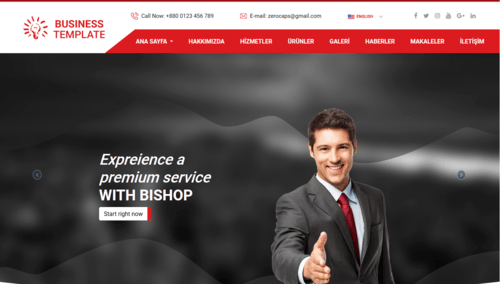 BUSINESS
TEMPLATE
Call Now: +880 0123 456 789
E-mail: zerocaps@gmail.com
ENGLISH
ANA SAYFA HAKKIMIZDA HİZMETLER ÜRÜNLER GALERİ HABERLER MAKALELER İLETİŞİM
Expreience a
premium service
WITH BISHOP
Start right now